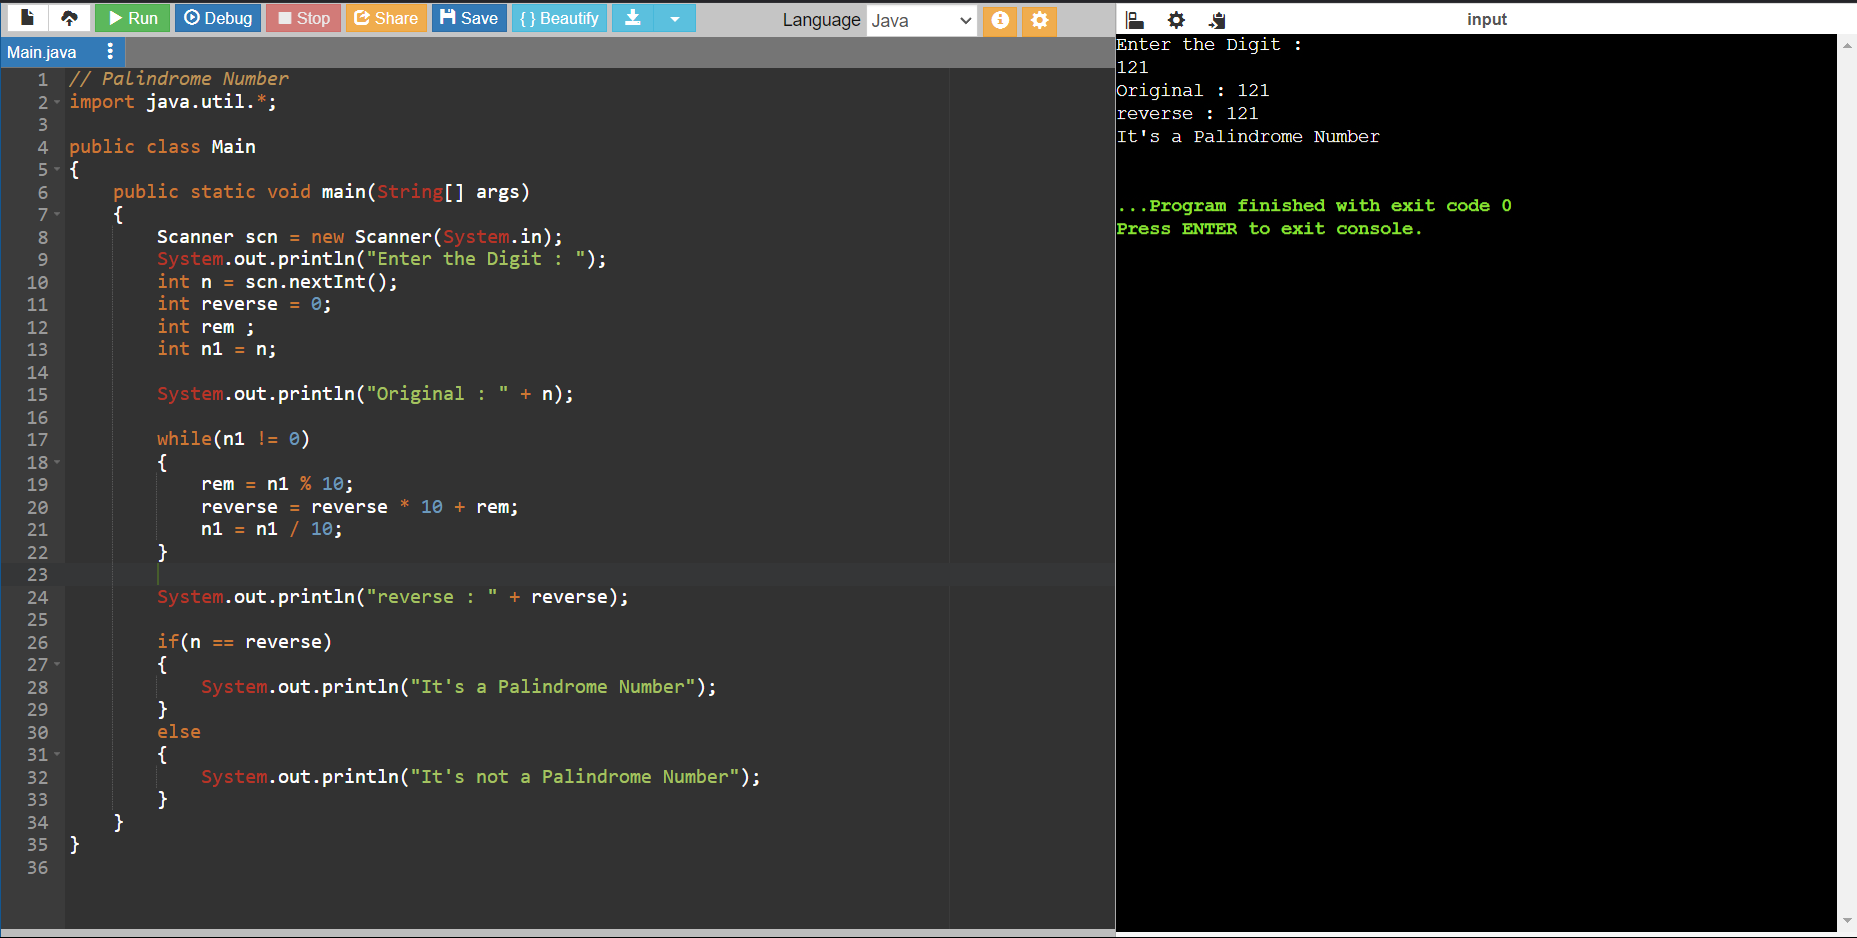 Run Debug Stop Share Save { } Beautify Language Java
Main.java
1 // Palindrome Number
2 import java.util.*;
3
4 public class Main
5 {
6 public static void main(String[] args)
7 {
8 Scanner scn = new Scanner(System.in);
9 System.out.println("Enter the Digit : ");
10 int n = scn.nextInt();
11 int reverse = 0;
12 int rem ;
13 int n1 = n;
14
15 System.out.println("Original : " + n);
16
17 while(n1 != 0)
18 {
19 rem = n1 % 10;
20 reverse = reverse * 10 + rem;
21 n1 = n1 / 10;
22 }
23
24 System.out.println("reverse : " + reverse);
25
26 if(n == reverse)
27 {
28 System.out.println("It's a Palindrome Number");
29 }
30 else
31 {
32 System.out.println("It's not a Palindrome Number");
33 }
34 }
35 }
36
input
Enter the Digit :
121
Original : 121
reverse : 121
It's a Palindrome Number
...Program finished with exit code 0
Press ENTER to exit console.